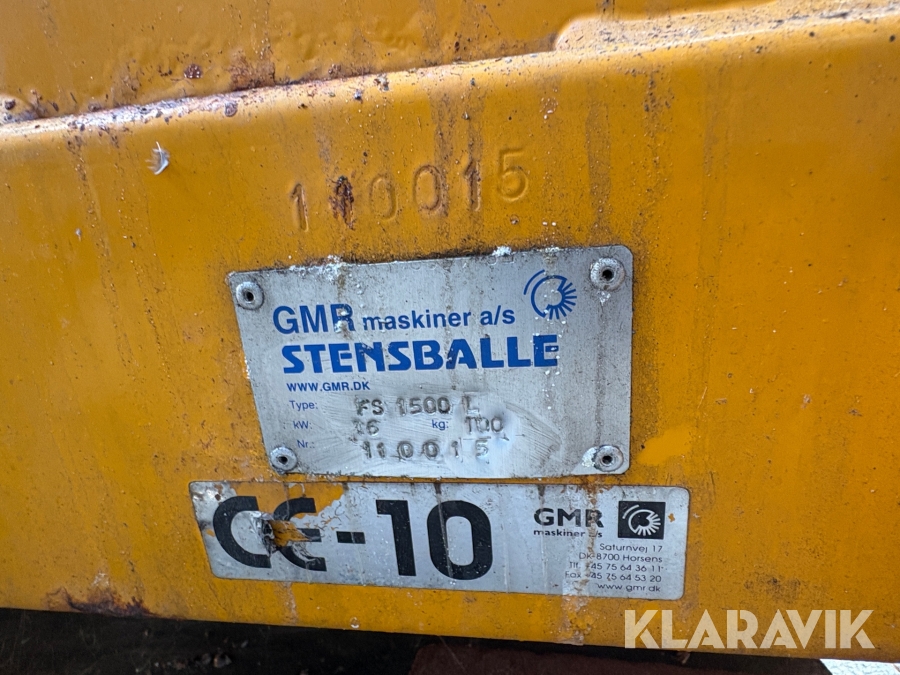 110015
GMR maskiner a/s
STENSBALLE
WWW.GMR.DK
Type: FS 1500 L
kW: 16 kg: 100
Nr.: 110015
CE-10
GMR
maskiner a/s
Saturnvej 17
DK-8700 Horsens
Tlf. +45 75 64 36 11
Fax +45 75 64 53 20
www.gmr.dk
KLARAVIK